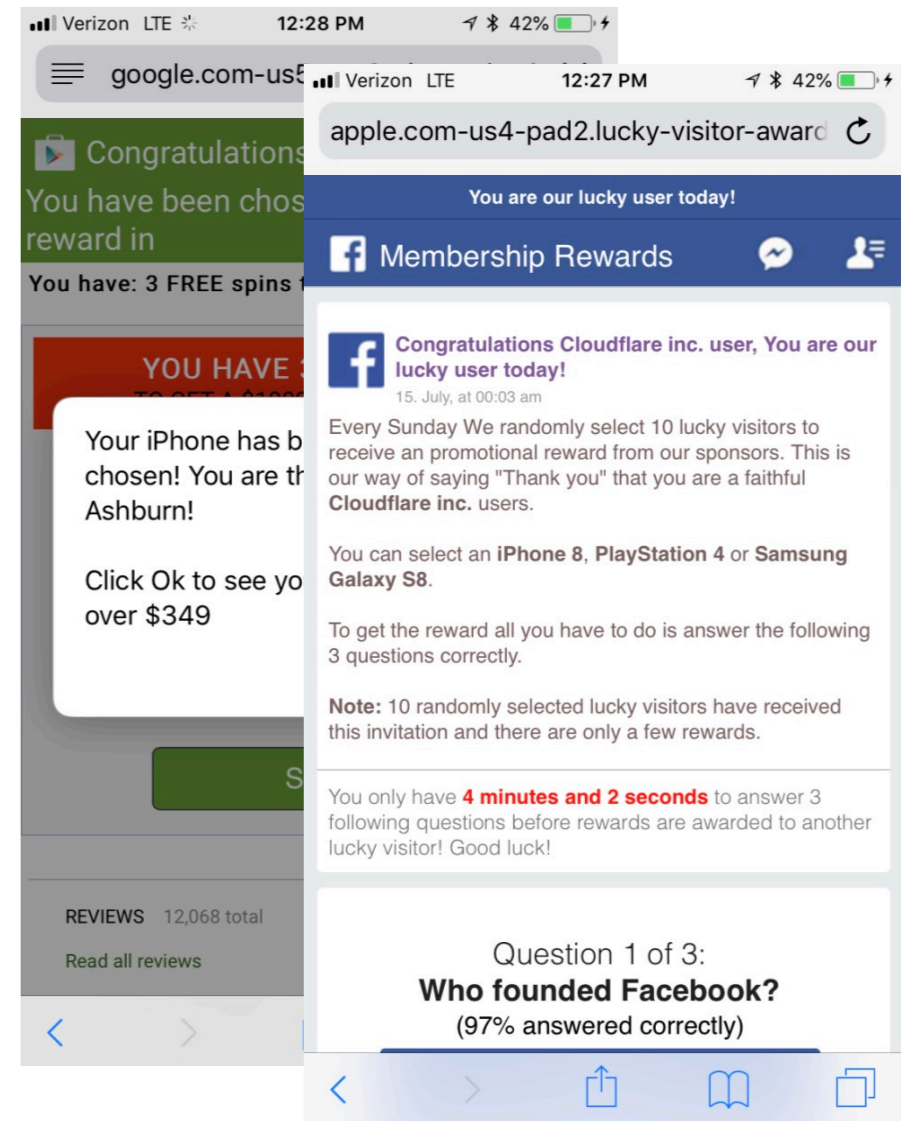 Verizon LTE 12:28 PM 42%
google.com-us5
Congratulations
You have been chos
reward in
You have: 3 FREE spins t
YOU HAVE 3
Your iPhone has b
chosen! You are th
Ashburn!
Click Ok to see yo
over $349
S
REVIEWS 12,068 total
Read all reviews
Verizon LTE 12:27 PM 42%
apple.com-us4-pad2.lucky-visitor-award
You are our lucky user today!
Membership Rewards
Congratulations Cloudflare inc. user, You are our
lucky user today!
15. July, at 00:03 am
Every Sunday We randomly select 10 lucky visitors to
receive an promotional reward from our sponsors. This is
our way of saying "Thank you" that you are a faithful
Cloudflare inc. users.
You can select an iPhone 8, PlayStation 4 or Samsung
Galaxy S8.
To get the reward all you have to do is answer the following
3 questions correctly.
Note: 10 randomly selected lucky visitors have received
this invitation and there are only a few rewards.
You only have 4 minutes and 2 seconds to answer 3
following questions before rewards are awarded to another
lucky visitor! Good luck!
Question 1 of 3:
Who founded Facebook?
(97% answered correctly)